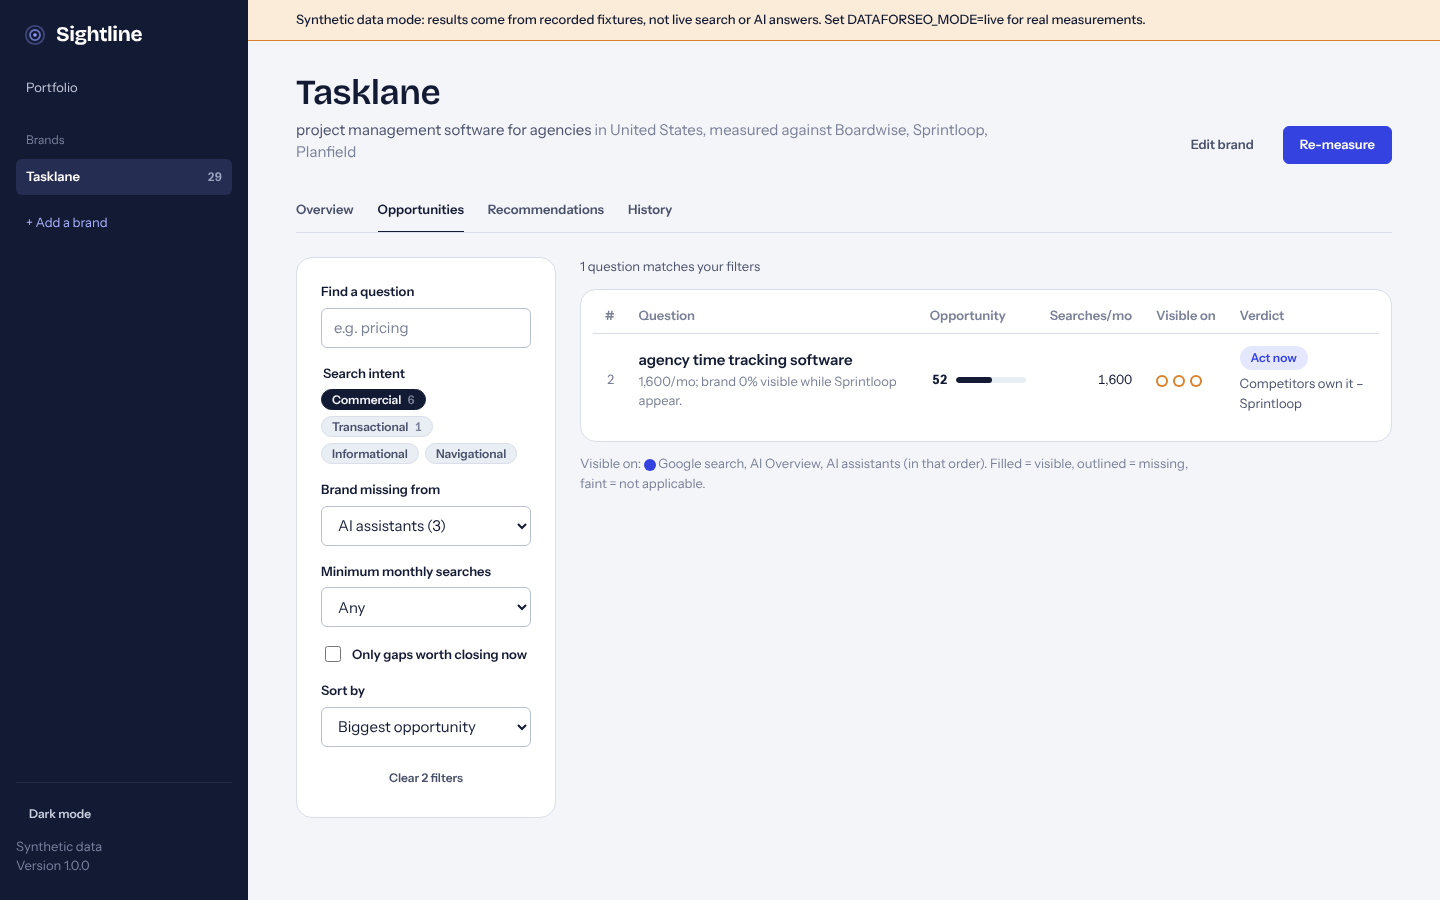 Sightline
Portfolio
Brands
Tasklane 29
+ Add a brand
Dark mode
Synthetic data
Version 1.0.0
Synthetic data mode: results come from recorded fixtures, not live search or AI answers. Set DATAFORSEO_MODE=live for real measurements.
Tasklane
project management software for agencies in United States, measured against Boardwise, Sprintloop,
Planfield
Edit brand
Re-measure
Overview Opportunities Recommendations History
Find a question
e.g. pricing
Search intent
Commercial 6
Transactional 1
Informational Navigational
Brand missing from
AI assistants (3)
Minimum monthly searches
Any
Only gaps worth closing now
Sort by
Biggest opportunity
Clear 2 filters
1 question matches your filters
# Question Opportunity Searches/mo Visible on Verdict
2
agency time tracking software
1,600/mo; brand 0% visible while Sprintloop
appear.
52
1,600
Act now
Competitors own it –
Sprintloop
Visible on: Google search, AI Overview, AI assistants (in that order). Filled = visible, outlined = missing,
faint = not applicable.